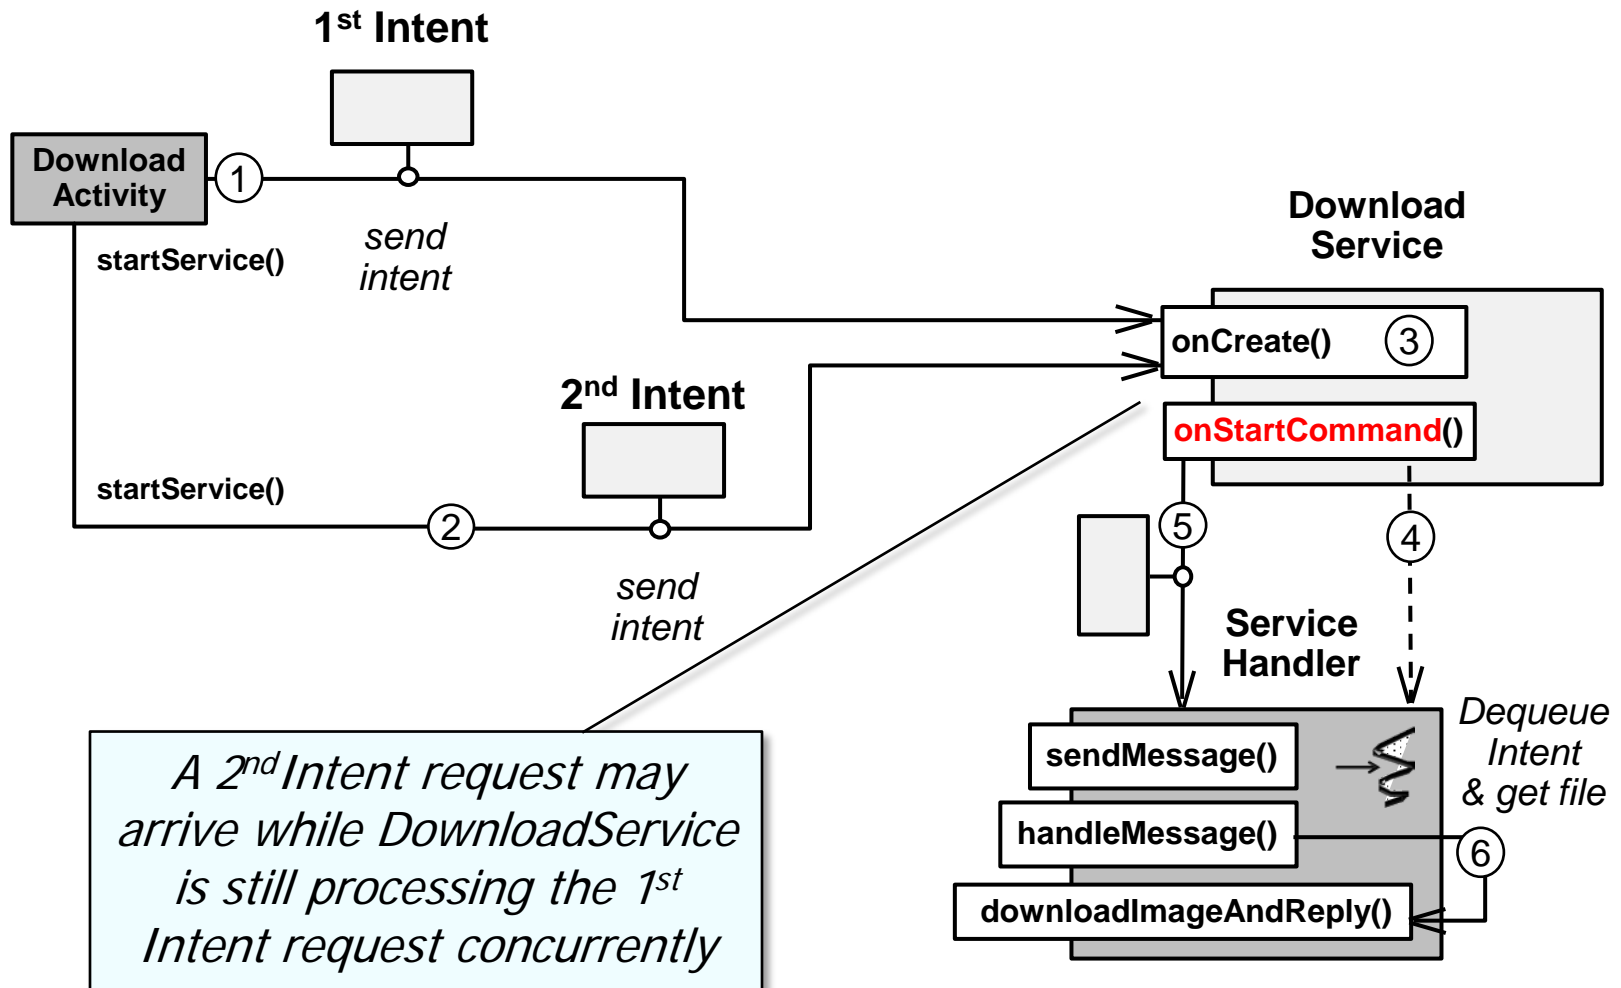 1st Intent
Download
Activity
1
send
intent
startService()
Download
Service
onCreate()
3
2nd Intent
onStartCommand()
startService()
2
send
intent
5
4
Service
Handler
Dequeue
Intent
& get file
sendMessage()
handleMessage()
6
downloadImageAndReply()
A 2nd Intent request may
arrive while DownloadService
is still processing the 1st
Intent request concurrently